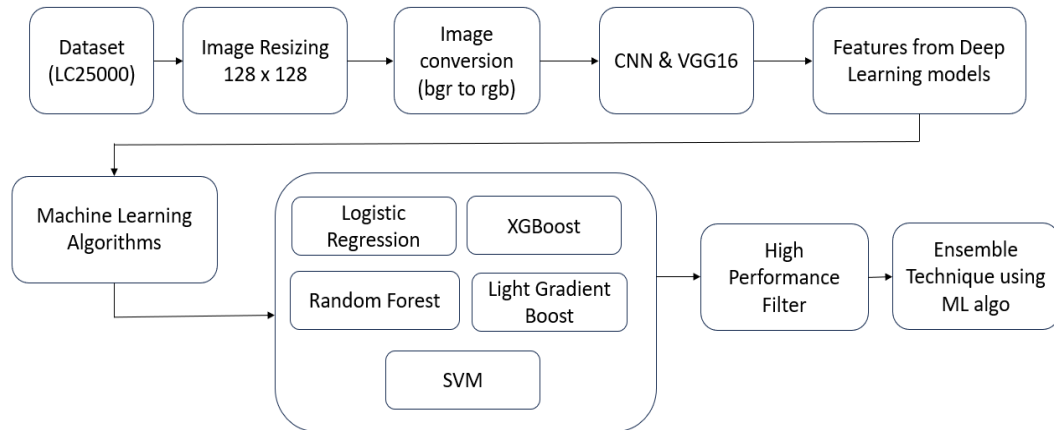 Dataset
(LC25000)
Image Resizing
128 x 128
Image
conversion
(bgr to rgb)
CNN & VGG16
Features from Deep
Learning models
Machine Learning
Algorithms
Logistic
Regression
XGBoost
Random Forest
Light Gradient
Boost
SVM
High
Performance
Filter
Ensemble
Technique using
ML algo